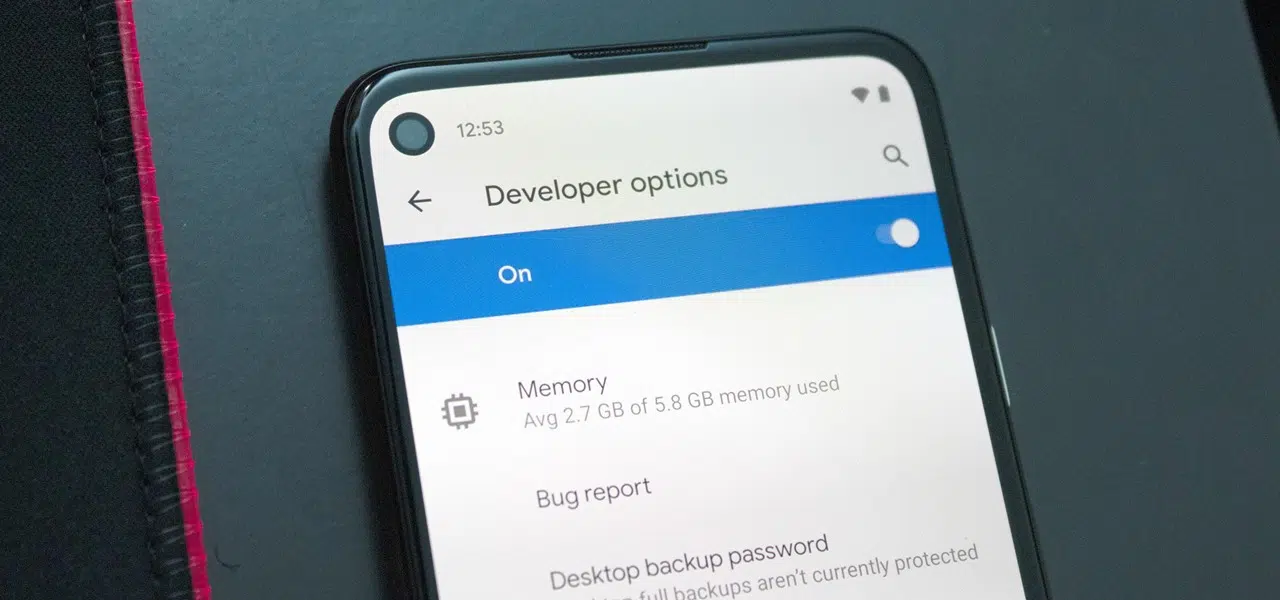 12:53
Developer options
On
Memory
Avg 2.7 GB of 5.8 GB memory used
Bug report
Desktop backup password
full backups aren't currently protected